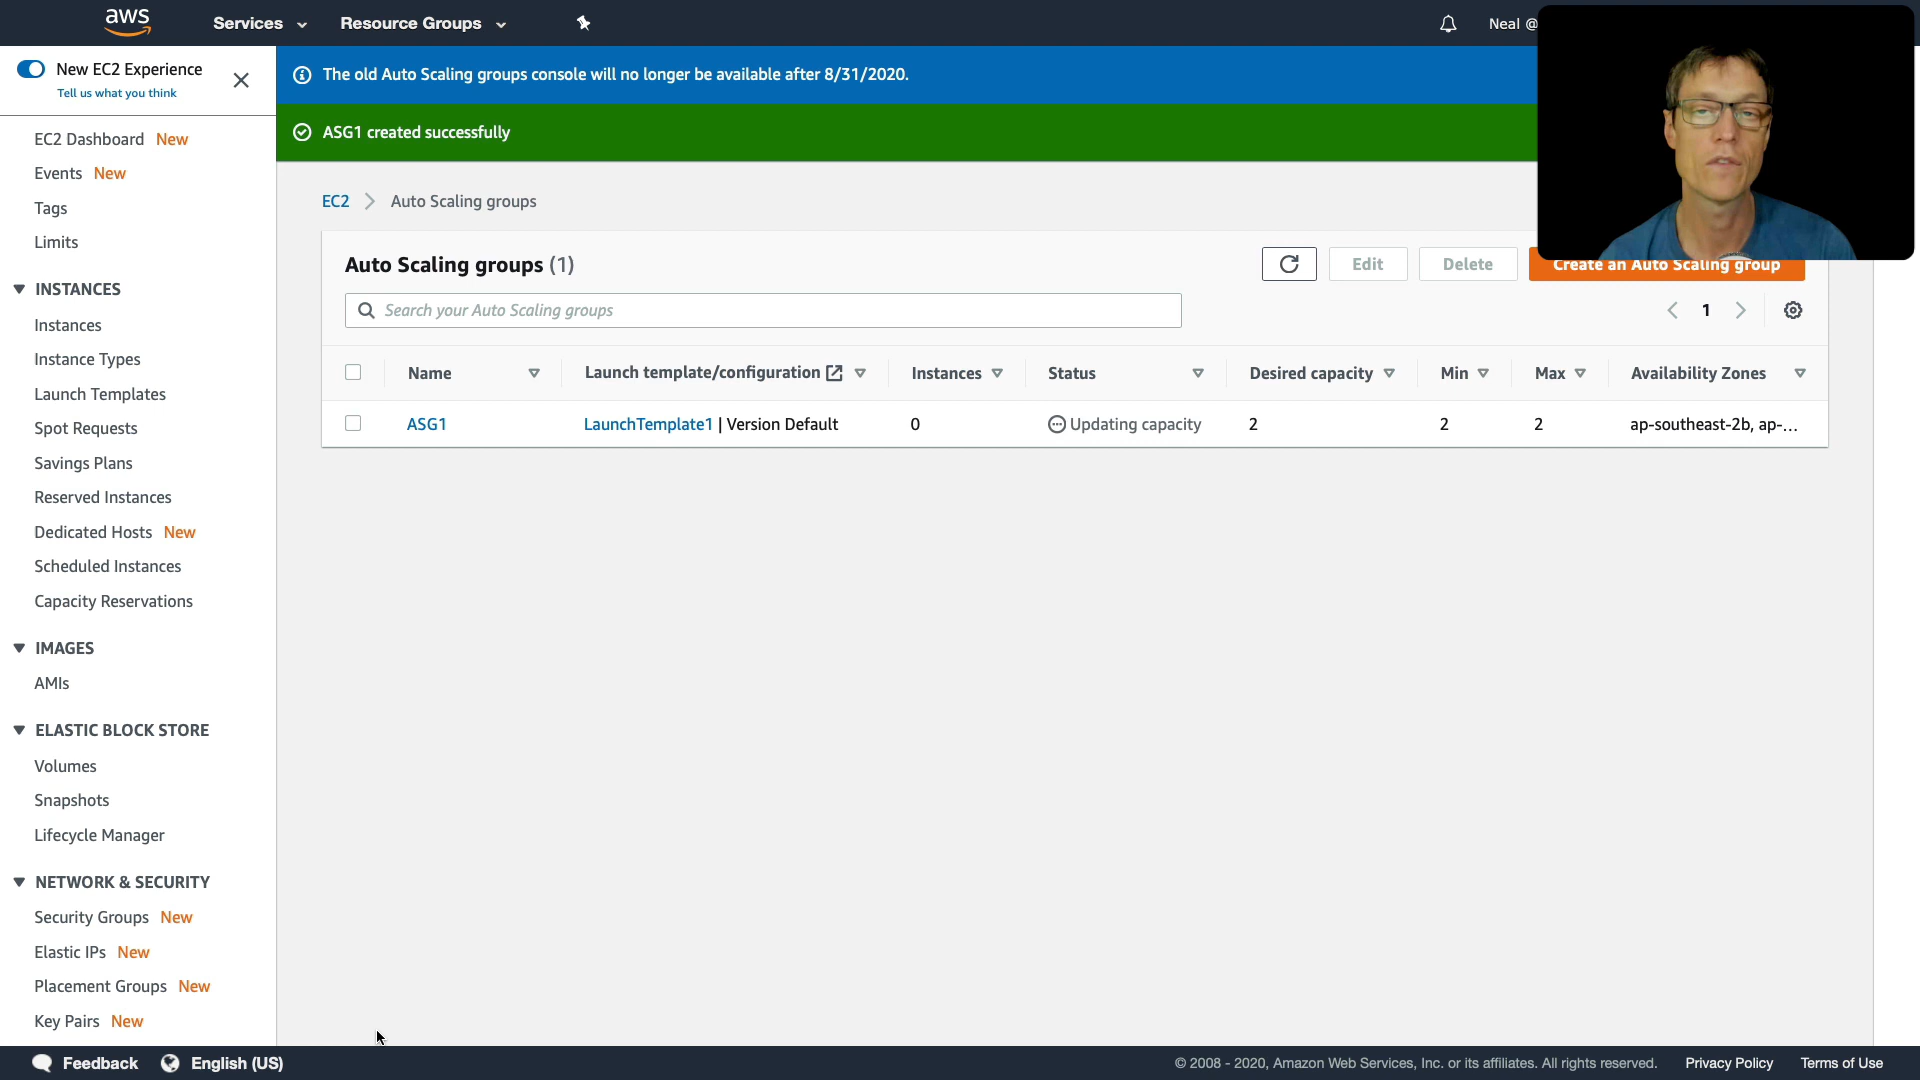 aws
Services
Resource Groups
Neal @
New EC2 Experience
Tell us what you think
The old Auto Scaling groups console will no longer be available after 8/31/2020.
ASG1 created successfully
EC2 Dashboard New
Events New
Tags
Limits
INSTANCES
Instances
Instance Types
Launch Templates
Spot Requests
Savings Plans
Reserved Instances
Dedicated Hosts New
Scheduled Instances
Capacity Reservations
IMAGES
AMIs
ELASTIC BLOCK STORE
Volumes
Snapshots
Lifecycle Manager
NETWORK & SECURITY
Security Groups New
Elastic IPs New
Placement Groups New
Key Pairs New
EC2 Auto Scaling groups
Auto Scaling groups (1)
Edit
Delete
Create an Auto Scaling group
Search your Auto Scaling groups
1
Name Launch template/configuration Instances Status Desired capacity Min Max Availability Zones
ASG1 LaunchTemplate1 | Version Default 0 Updating capacity 2 2 2 ap-southeast-2b, ap-...
Feedback English (US)
© 2008 - 2020, Amazon Web Services, Inc. or its affiliates. All rights reserved. Privacy Policy Terms of Use